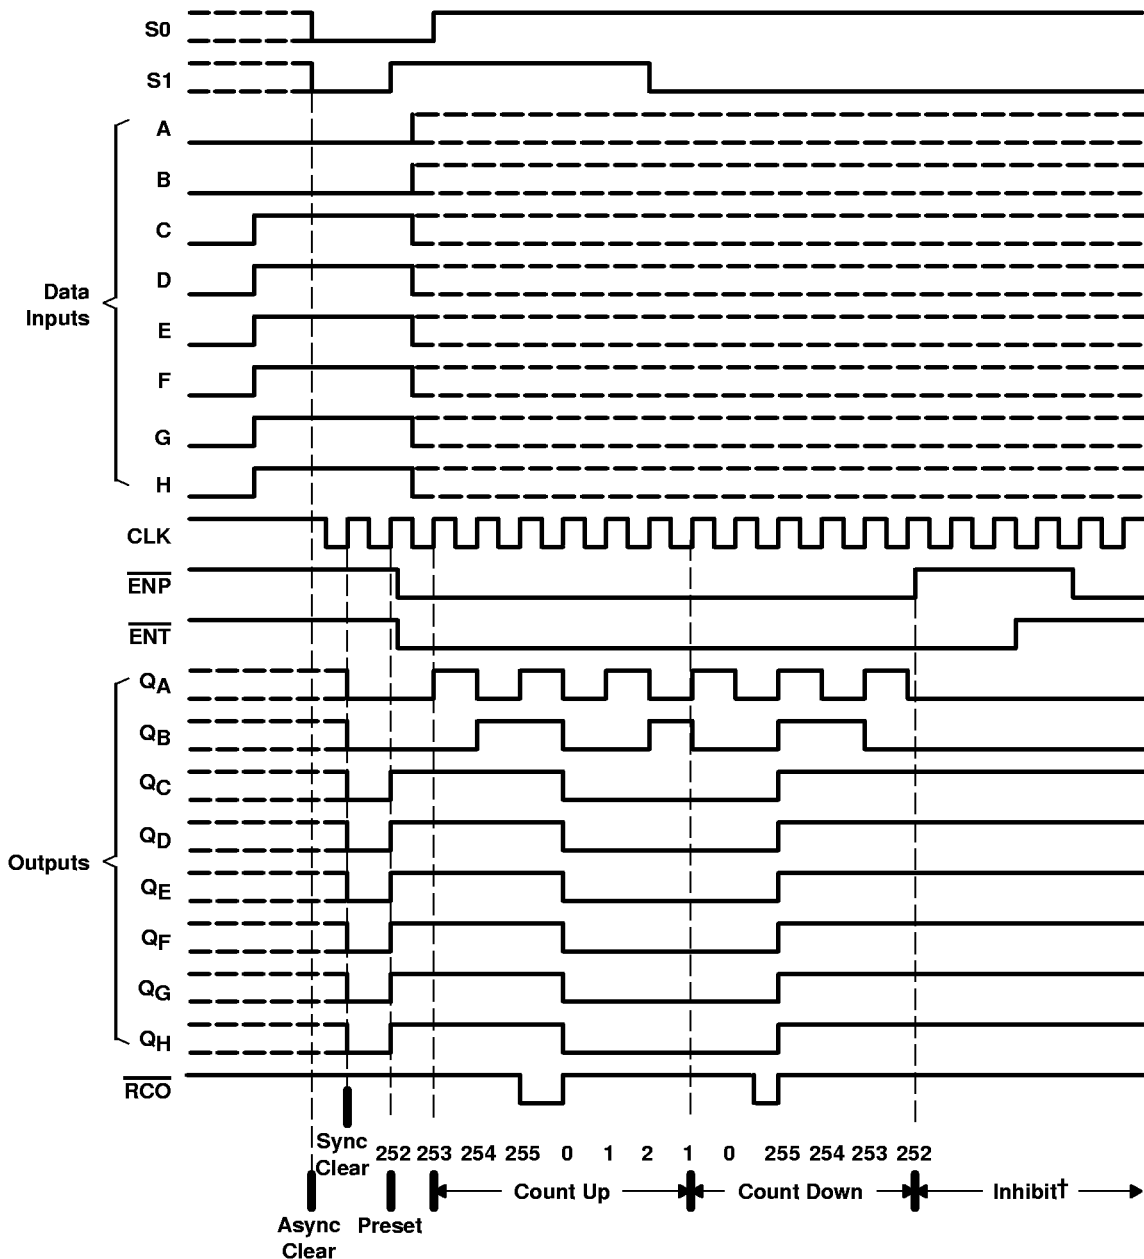 S0
S1
A
B
C
D
Data
Inputs
E
F
G
H
CLK
ENP
ENT
QA
QB
QC
QD
Outputs
QE
QF
QG
QH
RCO
Sync
Clear
252 253 254 255 0 1 2 1 0 255 254 253 252
Count Up Count Down Inhibit†
Async
Clear
Preset